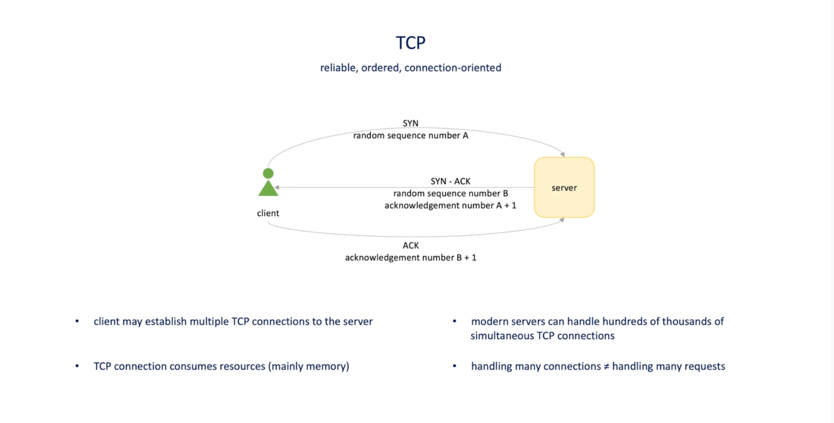 TCP
reliable, ordered, connection-oriented
SYN
random sequence number A
SYN - ACK
random sequence number B
acknowledgement number A + 1
server
client
ACK
acknowledgement number B + 1
• client may establish multiple TCP connections to the server
• TCP connection consumes resources (mainly memory)
• modern servers can handle hundreds of thousands of
simultaneous TCP connections
• handling many connections ≠ handling many requests